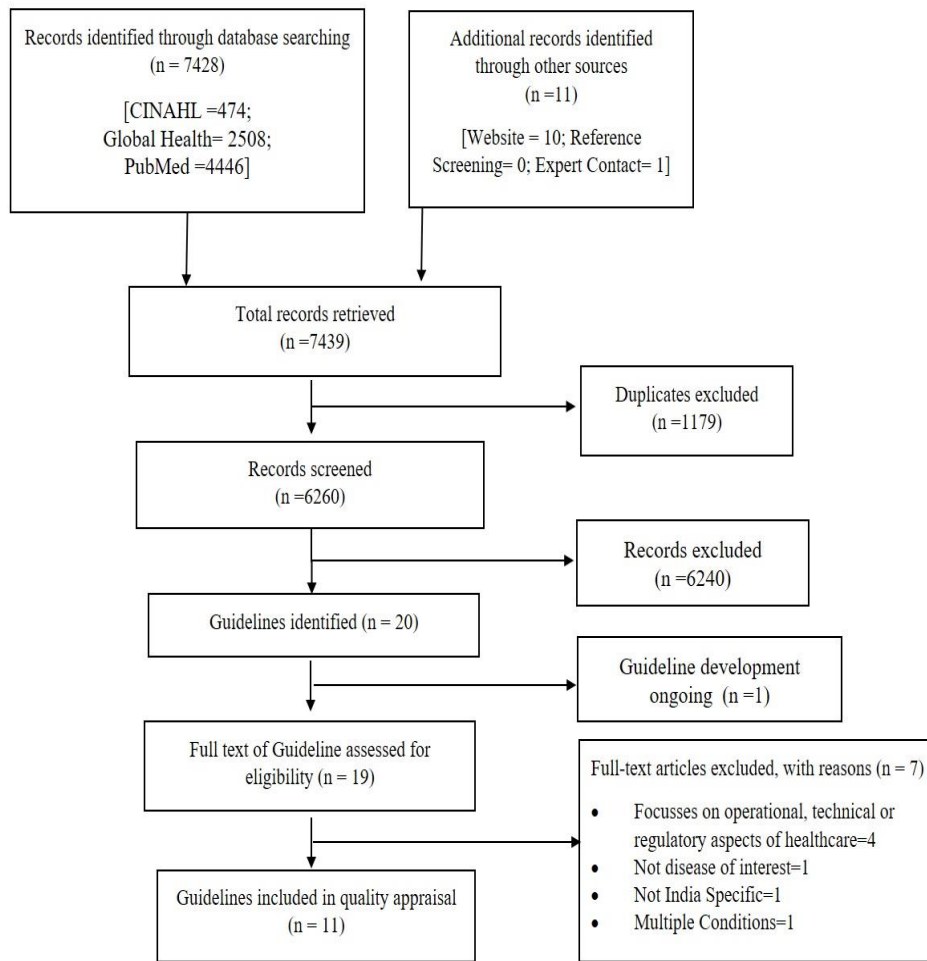 Records identified through database searching
(n = 7428)
[CINAHL =474;
Global Health= 2508;
PubMed =4446]
Additional records identified
through other sources
(n =11)
[Website = 10; Reference
Screening= 0; Expert Contact= 1]
Total records retrieved
(n =7439)
Duplicates excluded
(n =1179)
Records screened
(n =6260)
Records excluded
(n =6240)
Guidelines identified (n = 20)
Guideline development
ongoing (n =1)
Full text of Guideline assessed for
eligibility (n = 19)
Full-text articles excluded, with reasons (n = 7)
• Focusses on operational, technical or
regulatory aspects of healthcare=4
• Not disease of interest=1
• Not India Specific=1
• Multiple Conditions=1
Guidelines included in quality appraisal
(n = 11)